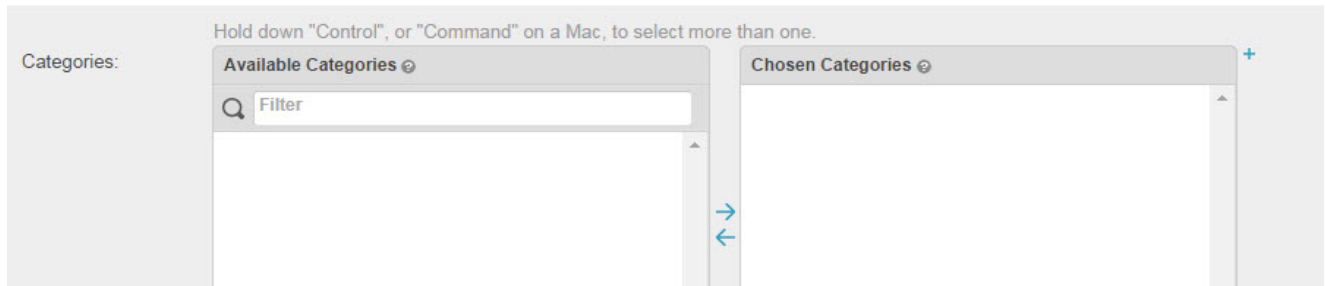 Hold down "Control", or "Command" on a Mac, to select more than one.
Categories:
Available Categories
Chosen Categories
Filter